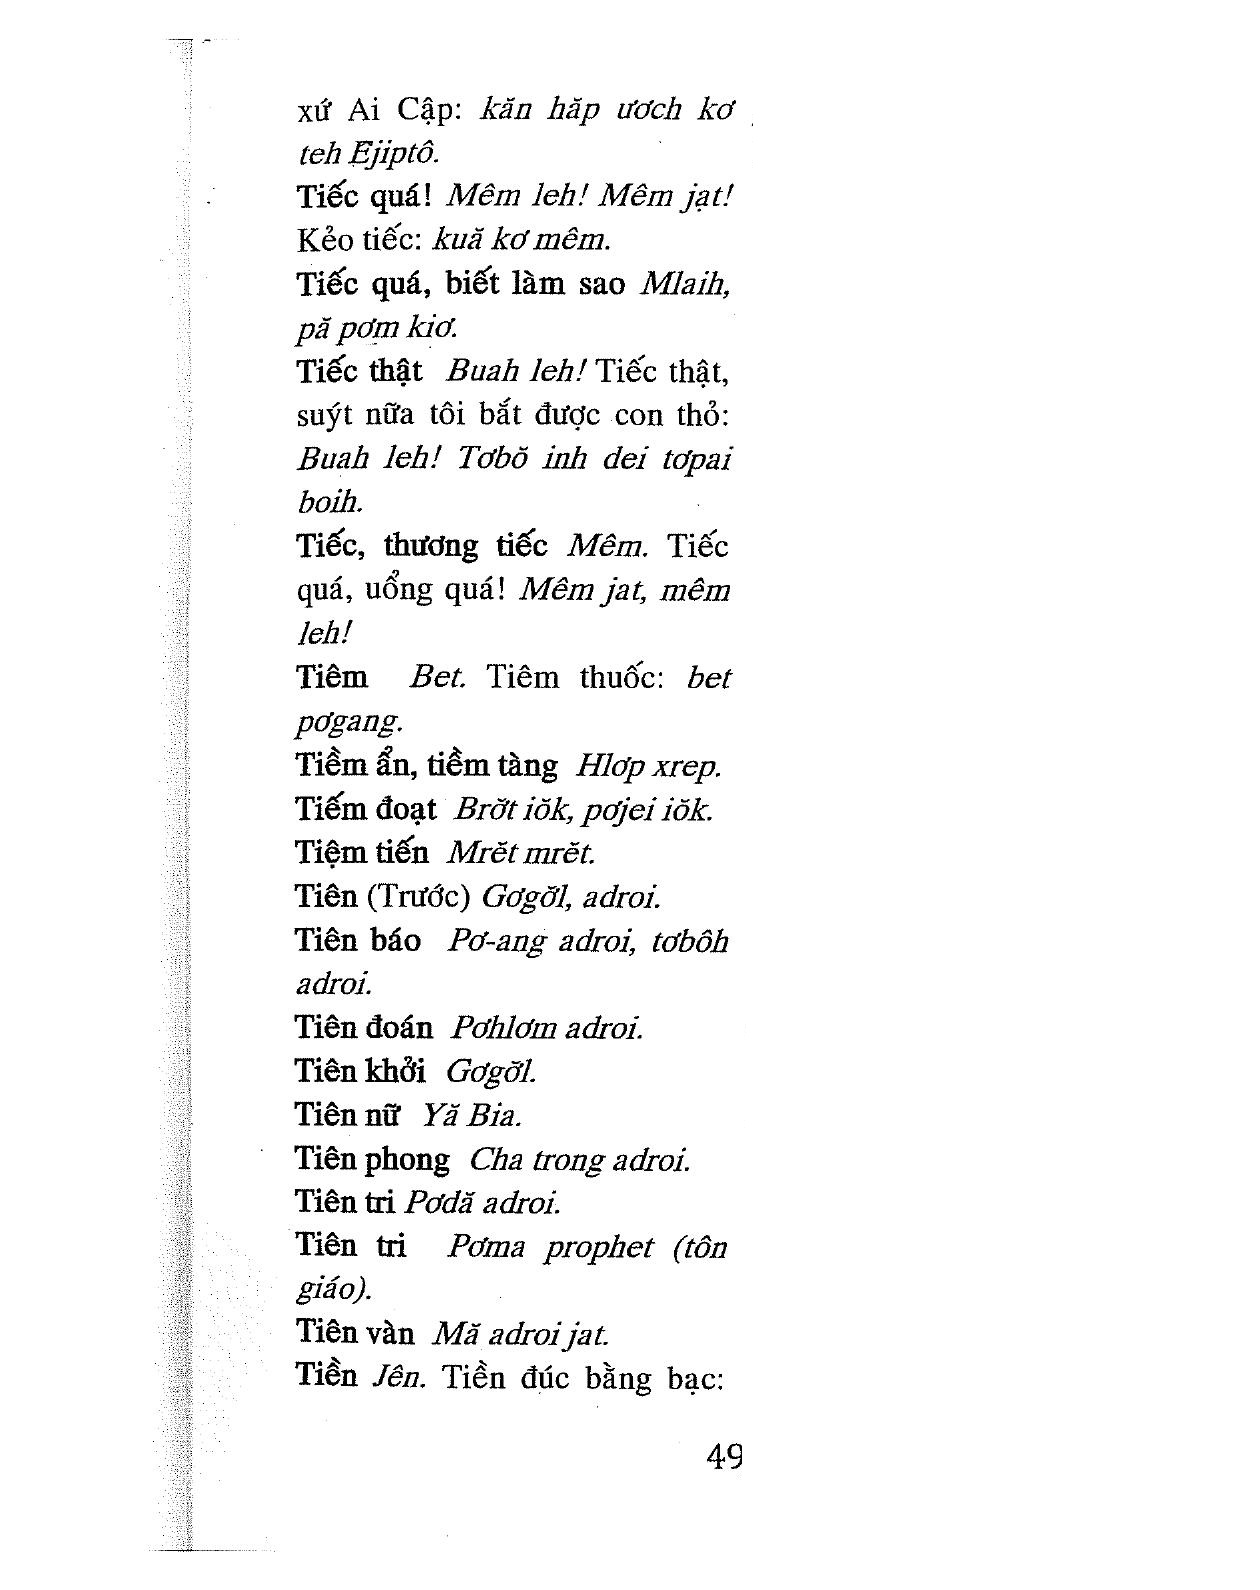 xứ Ai Cập: kăn hăp ươch kơ
teh Ejiptô.
Tiếc quá! Mêm leh! Mêm jạt!
Kẻo tiếc: kuă kơ mêm.
Tiếc quá, biết làm sao Mlaih,
pă pơm kiơ.
Tiếc thật Buah leh! Tiếc thật,
suýt nữa tôi bắt được con thỏ:
Buah leh! Tơbŏ inh dei tơpai
boih.
Tiếc, thương tiếc Mêm. Tiếc
quá, uổng quá! Mêm jat, mêm
leh!
Tiêm Bet. Tiêm thuốc: bet
pơgang.
Tiềm ẩn, tiềm tàng Hlơp xrep.
Tiếm đoạt Brơ̆t iŏk, pơjei iŏk.
Tiệm tiến Mrĕt mrĕt.
Tiên (Trước) Gơgơ̆l, adroi.
Tiên báo Pơ-ang adroi, tơbôh
adroi.
Tiên đoán Pơhlơm adroi.
Tiên khởi Gơgơ̆l.
Tiên nữ Yă Bia.
Tiên phong Cha trong adroi.
Tiên tri Pơdă adroi.
Tiên tri Pơma prophet (tôn
giáo).
Tiên vàn Mă adroi jat.
Tiền Jên. Tiền đúc bằng bạc:
49